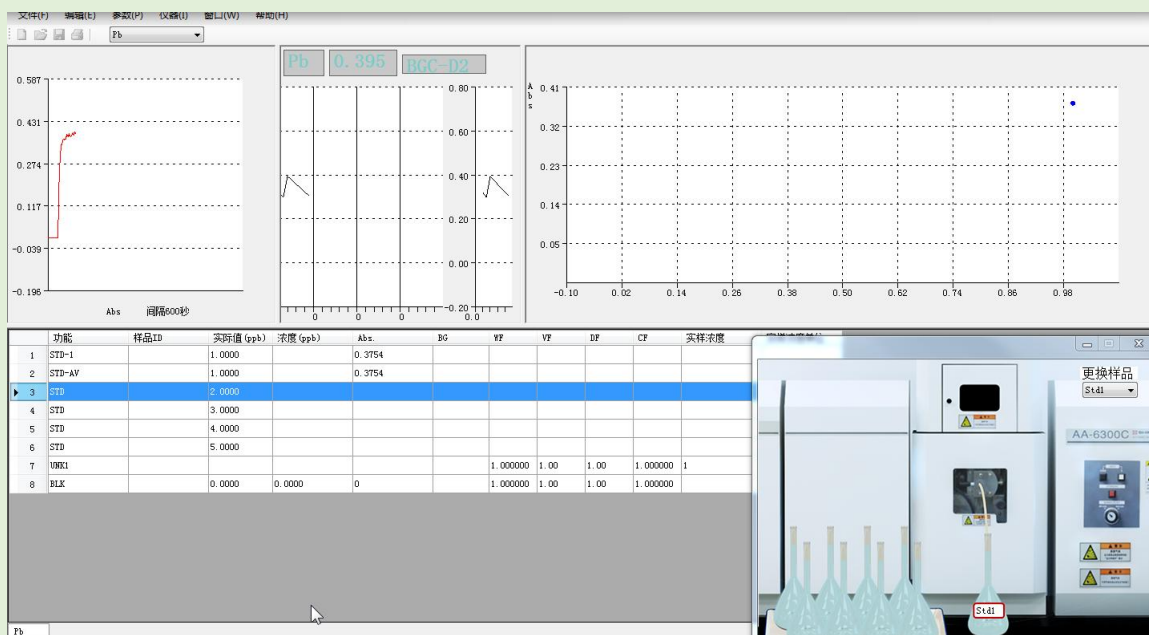 文件(F) 编辑(E) 参数(P) 仪器(I) 窗口(W) 帮助(H)
Pb
Pb 0.395 BGC-D2
0.587
0.431
0.274
0.117
-0.039
-0.196
Abs 间隔600秒
0.80
0.60
0.40
0.20
0.00
-0.20
0 0 0 0.0
Abs
0.41
0.32
0.23
0.14
0.05
-0.10 0.02 0.14 0.26 0.38 0.50 0.62 0.74 0.86 0.98
功能 样品ID 实际值(ppb) 浓度(ppb) Abs. BG WF VF DF CF 实样浓度
1 STD-1 1.0000 0.3754
2 STD-AV 1.0000 0.3754
3 STD 2.0000
4 STD 3.0000
5 STD 4.0000
6 STD 5.0000
7 UNK1 1.000000 1.00 1.00 1.000000 1
8 BLK 0.0000 0.0000 0 1.000000 1.00 1.00 1.000000
更换样品
Std1
AA-6300C
Std1
Pb